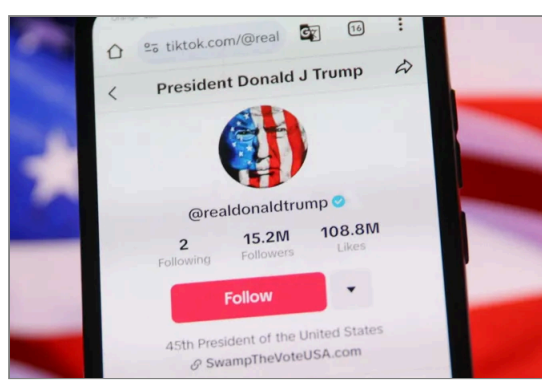 tiktok.com/@real
16
President Donald J Trump
@realdonaldtrump
2
15.2M
108.8M
Following
Followers
Likes
Follow
45th President of the United States
SwampTheVoteUSA.com